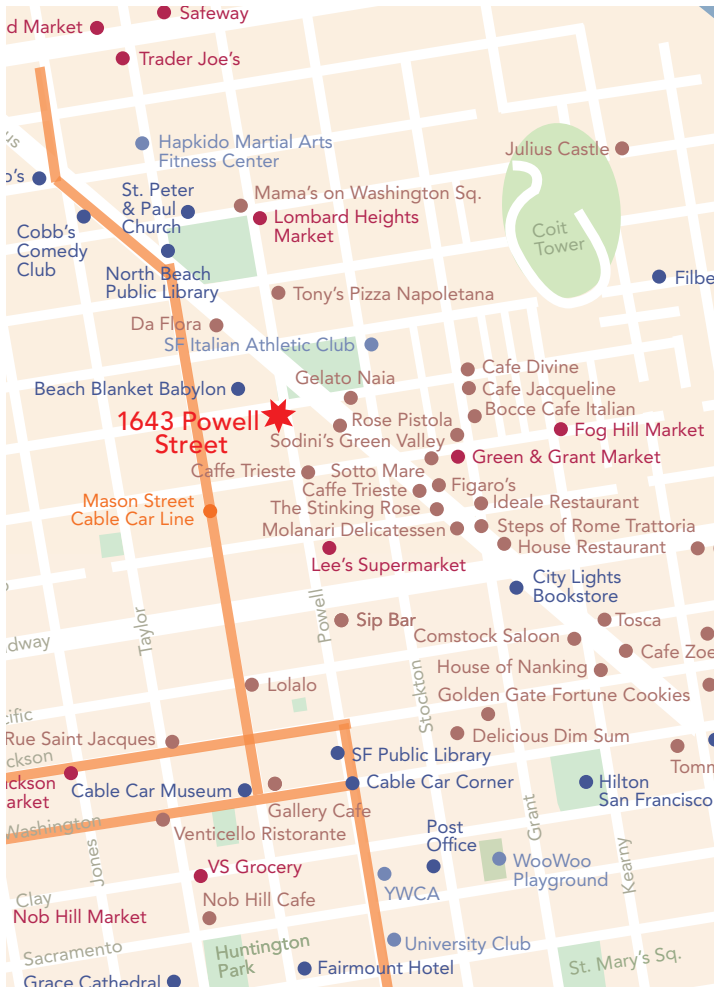 Safeway
d Market
Trader Joe's
us
Hapkido Martial Arts
Fitness Center
Julius Castle
o's
St. Peter
& Paul
Church
Mama's on Washington Sq.
Lombard Heights
Market
Cobb's
Comedy
Club
Coit
Tower
North Beach
Public Library
Filbe
Tony's Pizza Napoletana
Da Flora
SF Italian Athletic Club
Cafe Divine
Gelato Naia
Beach Blanket Babylon
Cafe Jacqueline
Bocce Cafe Italian
1643 Powell
Street
Rose Pistola
Fog Hill Market
Sodini's Green Valley
Green & Grant Market
Caffe Trieste
Sotto Mare
Caffe Trieste
Figaro's
Mason Street
Cable Car Line
The Stinking Rose
Ideale Restaurant
Molanari Delicatessen
Steps of Rome Trattoria
House Restaurant
Lee's Supermarket
City Lights
Bookstore
Taylor
Powell
Sip Bar
Tosca
dway
Comstock Saloon
Cafe Zoe
House of Nanking
Stockton
Lolalo
Golden Gate Fortune Cookies
cific
Rue Saint Jacques
Delicious Dim Sum
ckson
SF Public Library
Tomm
ckson
arket
Cable Car Museum
Cable Car Corner
Hilton
San Francisco
Gallery Cafe
Washington
Venticello Ristorante
Post
Office
Grant
Kearny
Jones
VS Grocery
WooWoo
Playground
YWCA
Clay
Nob Hill Cafe
Nob Hill Market
Sacramento
Huntington
Park
University Club
St. Mary's Sq.
Fairmount Hotel
Grace Cathedral